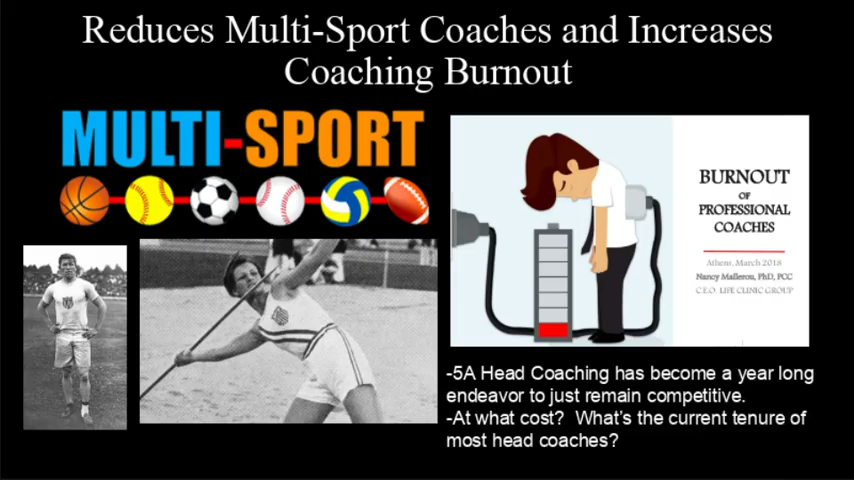 Reduces Multi-Sport Coaches and Increases
Coaching Burnout
MULTI-SPORT
BURNOUT
OF
PROFESSIONAL
COACHES
Athens, March 2018
Nancy Mallerou, PhD, PCC
C.E.O. LIFE CLINIC GROUP
-5A Head Coaching has become a year long
endeavor to just remain competitive.
-At what cost?  What's the current tenure of
most head coaches?